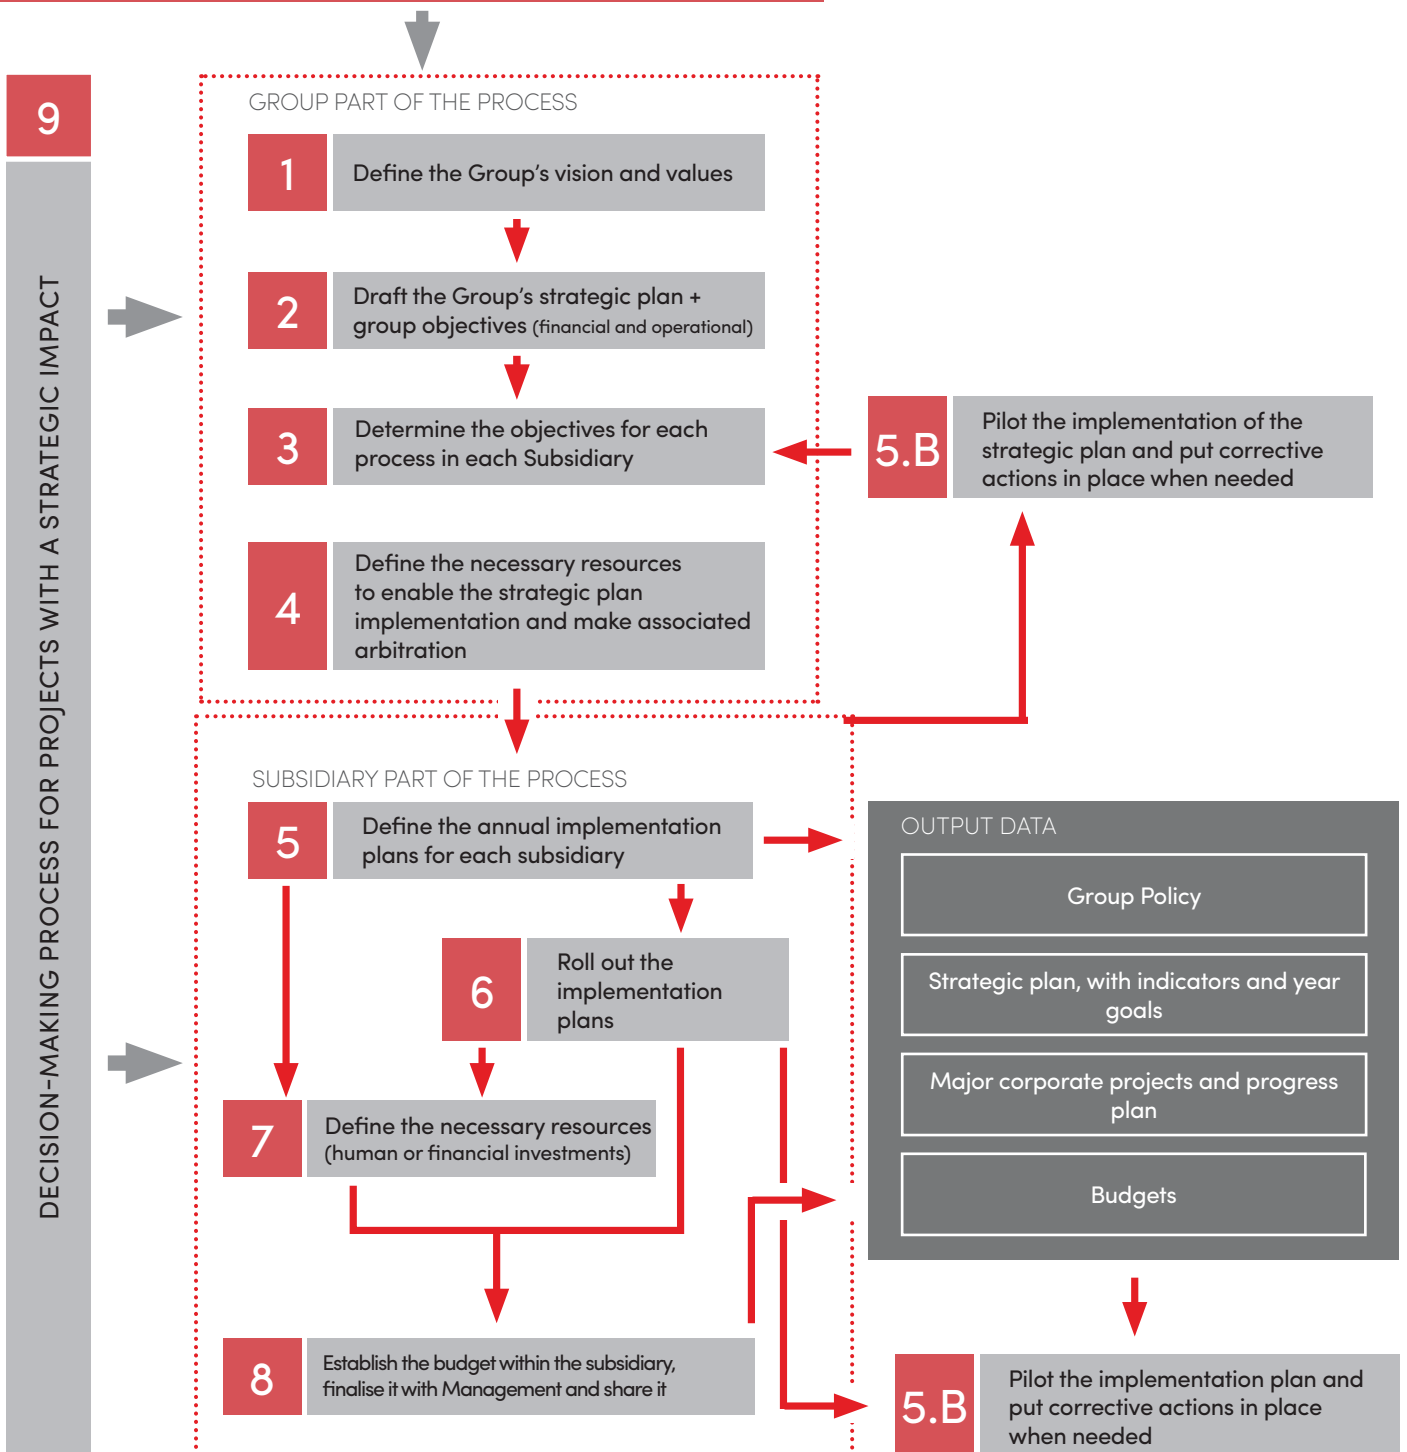 9
DECISION-MAKING PROCESS FOR PROJECTS WITH A STRATEGIC IMPACT
GROUP PART OF THE PROCESS
1
Define the Group's vision and values
2
Draft the Group's strategic plan +
group objectives (financial and operational)
3
Determine the objectives for each
process in each Subsidiary
5.B
Pilot the implementation of the
strategic plan and put corrective
actions in place when needed
4
Define the necessary resources
to enable the strategic plan
implementation and make associated
arbitration
SUBSIDIARY PART OF THE PROCESS
5
Define the annual implementation
plans for each subsidiary
6
Roll out the
implementation
plans
7
Define the necessary resources
(human or financial investments)
8
Establish the budget within the subsidiary,
finalise it with Management and share it
OUTPUT DATA
Group Policy
Strategic plan, with indicators and year
goals
Major corporate projects and progress
plan
Budgets
5.B
Pilot the implementation plan and
put corrective actions in place
when needed